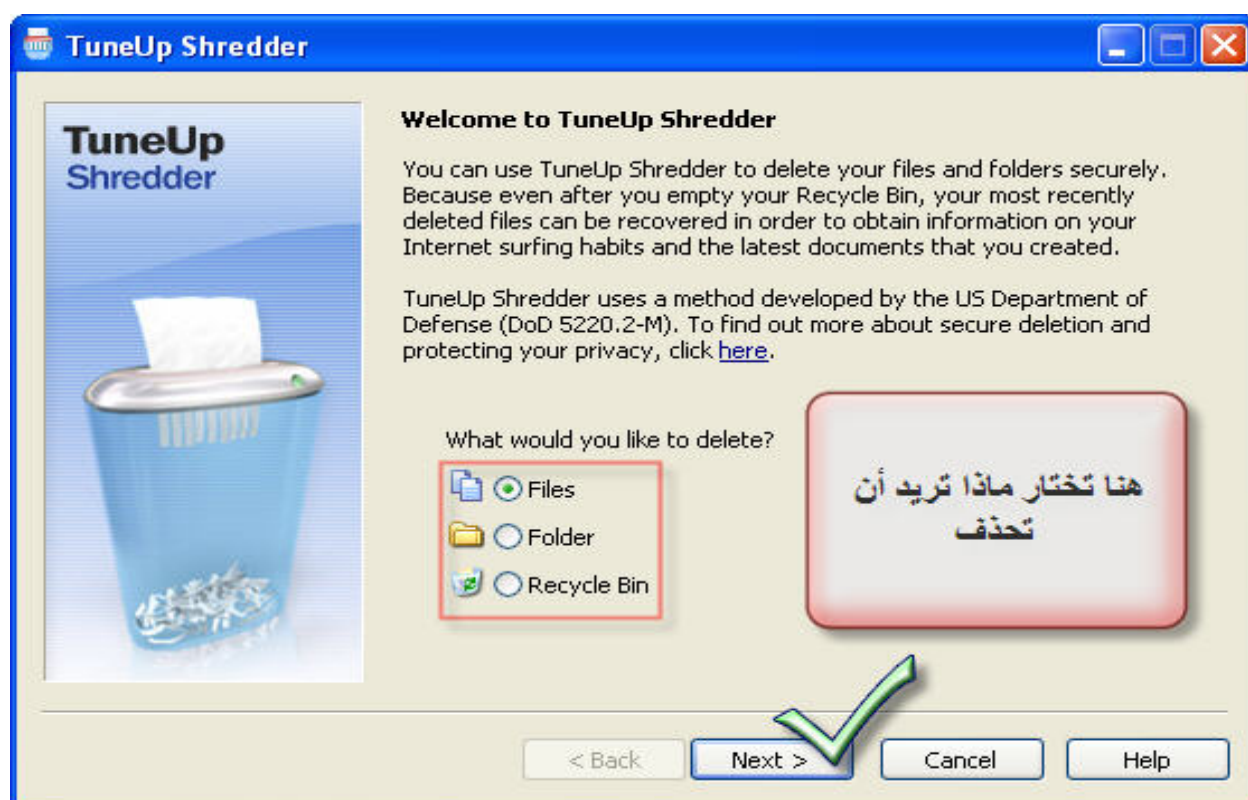 TuneUp Shredder
TuneUp
Shredder
Welcome to TuneUp Shredder
You can use TuneUp Shredder to delete your files and folders securely.
Because even after you empty your Recycle Bin, your most recently
deleted files can be recovered in order to obtain information on your
Internet surfing habits and the latest documents that you created.
TuneUp Shredder uses a method developed by the US Department of
Defense (DoD 5220.2-M). To find out more about secure deletion and
protecting your privacy, click here.
What would you like to delete?
Files
Folder
Recycle Bin
هنا تختار ماذا تريد أن
تحذف
< Back Next > Cancel Help